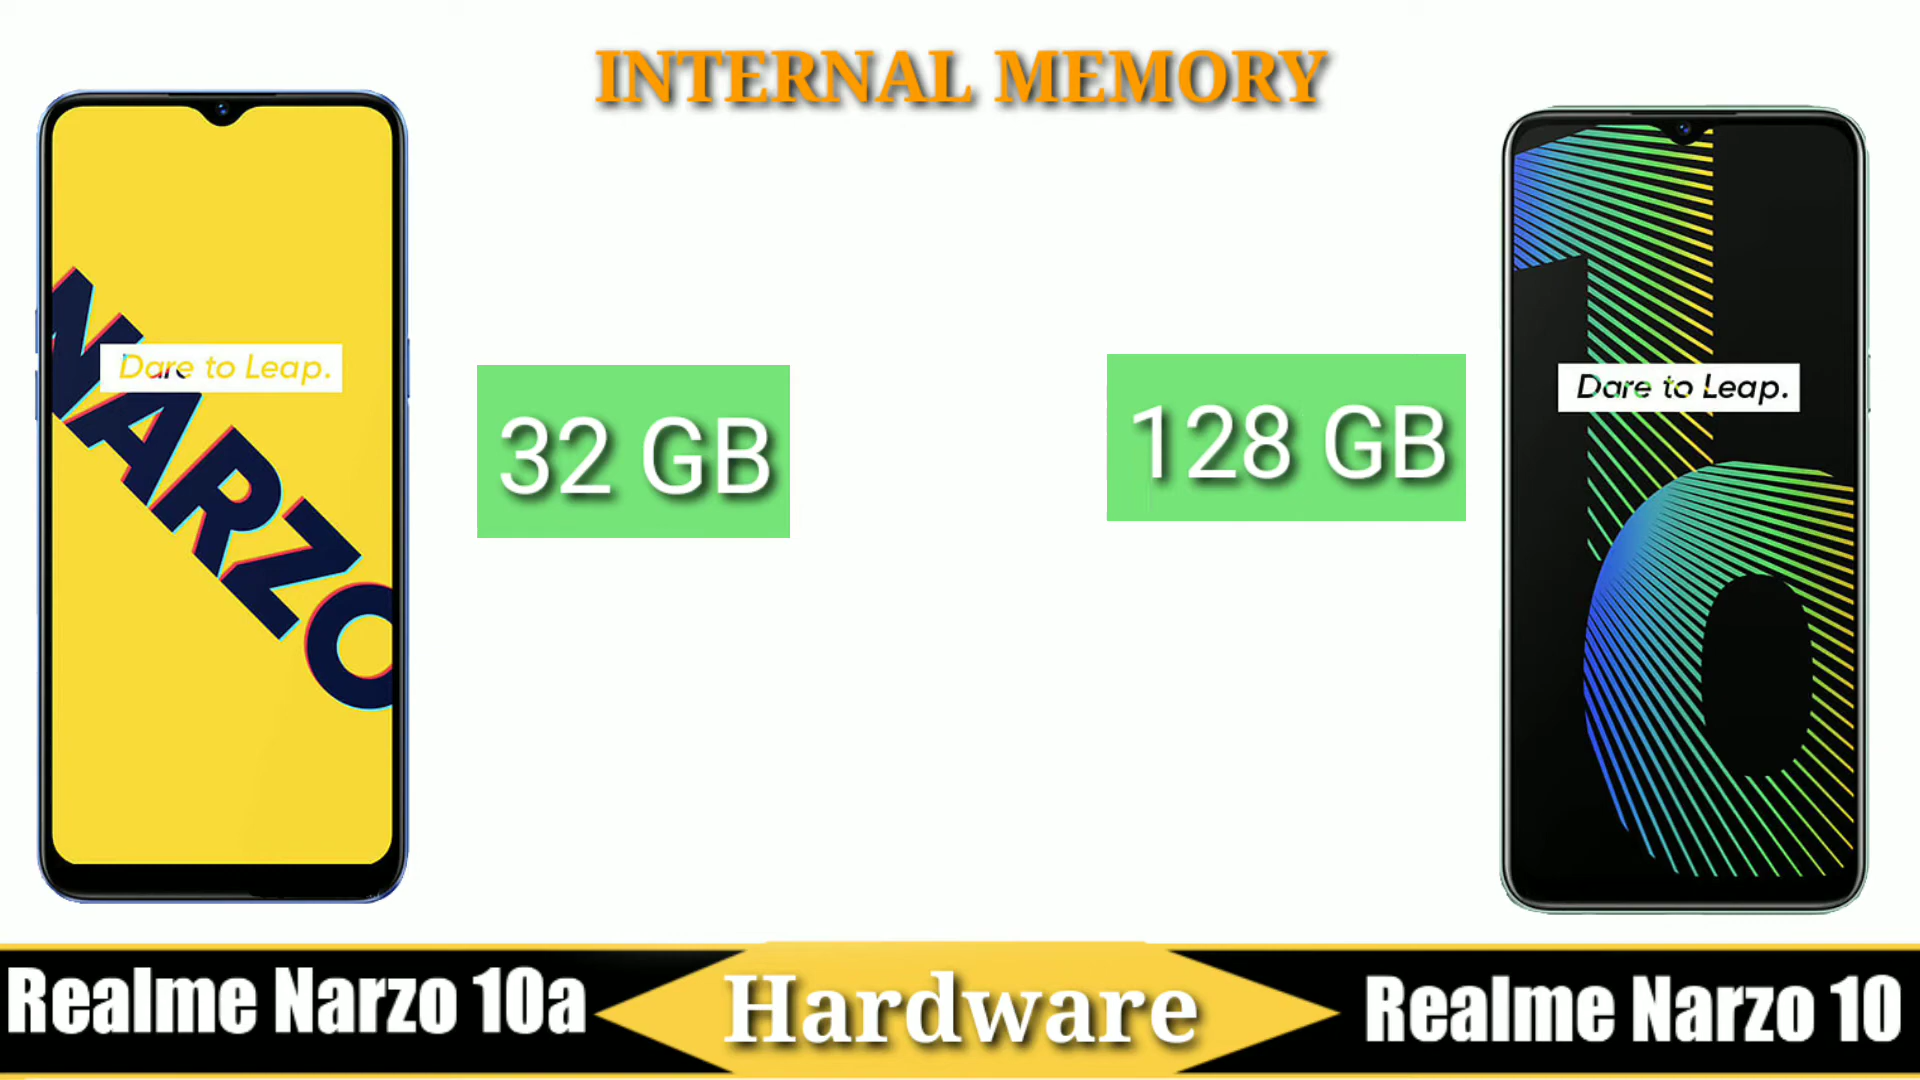 INTERNAL MEMORY
NARZO
Dare to Leap.
32 GB
128 GB
10
Dare to Leap.
Realme Narzo 10a
Hardware
Realme Narzo 10